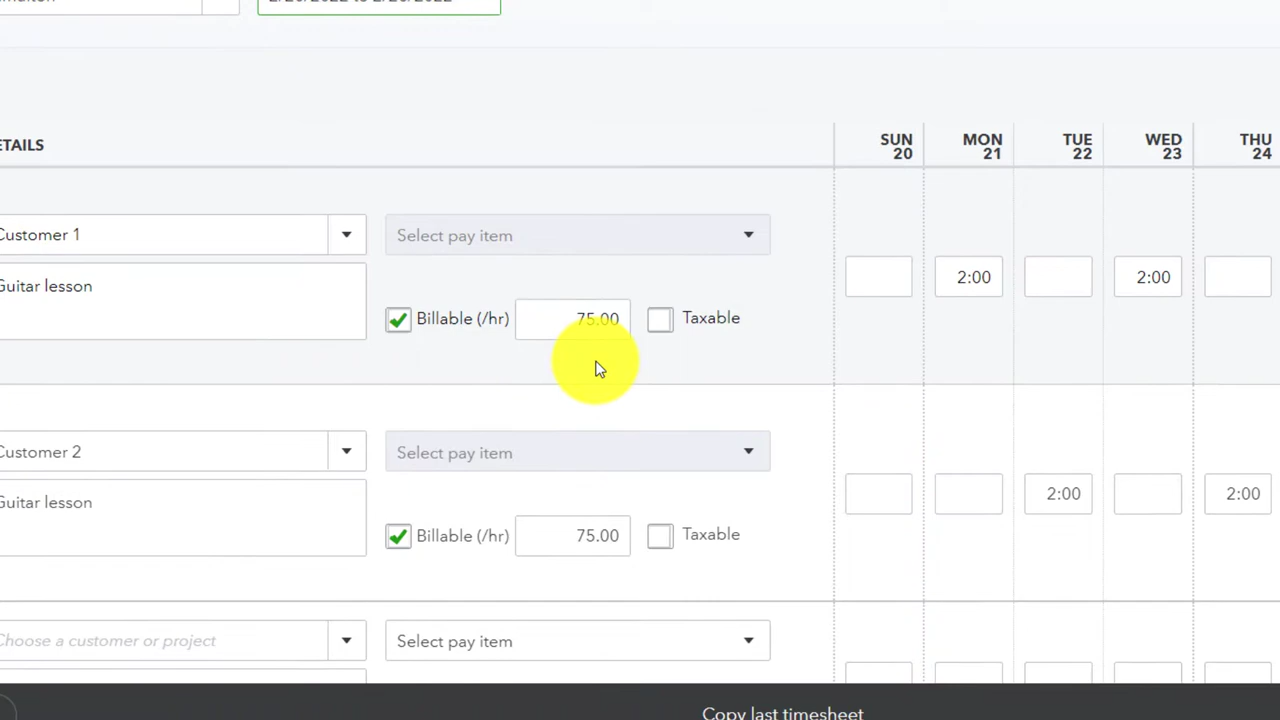 ETAILS
SUN MON TUE WED THU
20 21 22 23 24
Customer 1
Select pay item
2:00
2:00
Guitar lesson
Billable (/hr)
75.00
Taxable
Customer 2
Select pay item
2:00
2:00
Guitar lesson
Billable (/hr)
75.00
Taxable
Choose a customer or project
Select pay item
Copy last timesheet